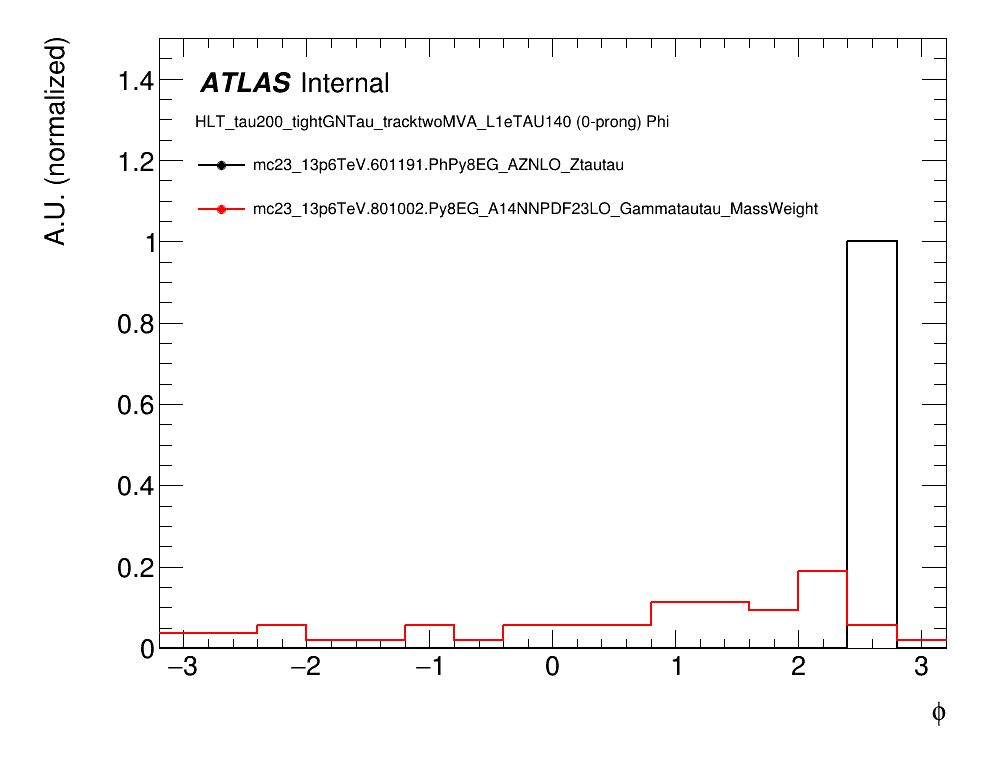 A.U. (normalized)
ATLAS Internal
HLT_tau200_tightGNTau_tracktwoMVA_L1eTAU140 (0-prong) Phi
mc23_13p6TeV.601191.PhPy8EG_AZNLO_Ztautau
mc23_13p6TeV.801002.Py8EG_A14NNPDF23LO_Gammatautau_MassWeight
1.4
1.2
1
0.8
0.6
0.4
0.2
0
−3 −2 −1 0 1 2 3
ϕ